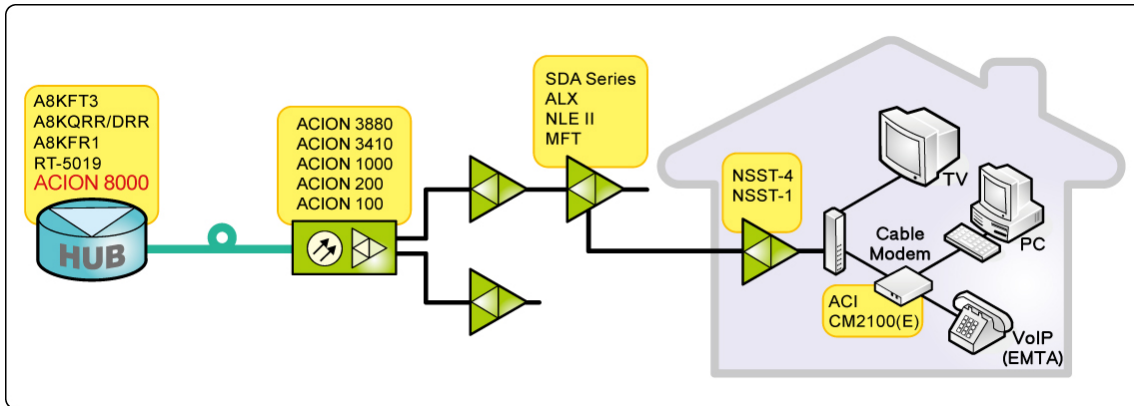 A8KFT3
A8KQRR/DRR
A8KFR1
RT-5019
ACION 8000
HUB
ACION 3880
ACION 3410
ACION 1000
ACION 200
ACION 100
SDA Series
ALX
NLE II
MFT
NSST-4
NSST-1
TV
PC
Cable
Modem
ACI
CM2100(E)
VoIP
(EMTA)